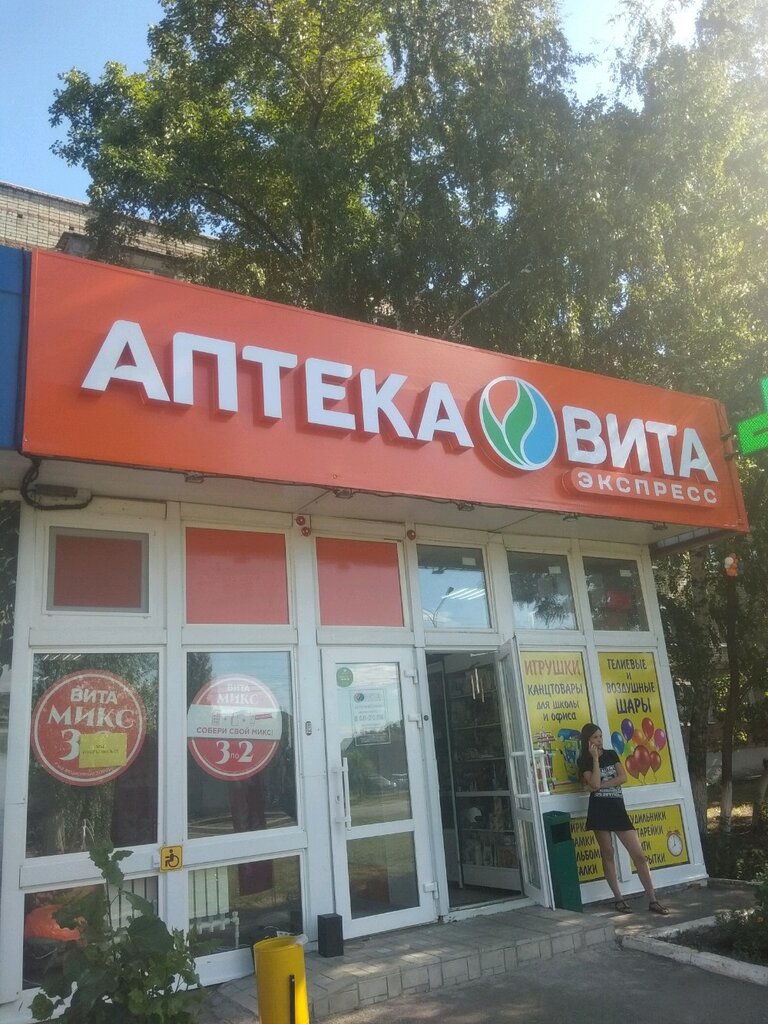 АПТЕКА ВИТА
ЭКСПРЕСС
ВИТА
МИКС
3
ВИТА
МИКС
СОБЕРИ СВОЙ МИКС!
3 по 2
ИГРУШКИ
КАНЦТОВАРЫ
для школы
и офиса
ГЕЛИЕВЫЕ и
ВОЗДУШНЫЕ
ШАРЫ